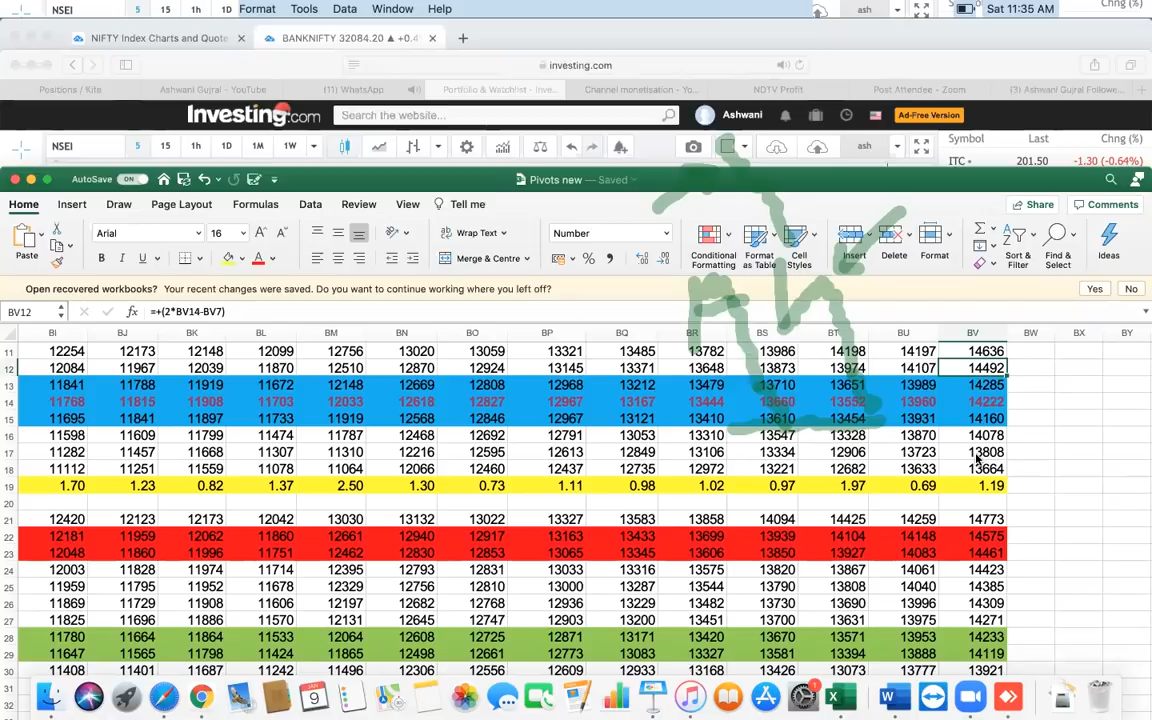 NSEI 5 15 1h 1D Format Tools Data Window Help ash Sat 11:35 AM Chng (%)
NIFTY Index Charts and Quote BANKNIFTY 32084.20 ▲ +0.4
investing.com
Positions / Kite Ashwani Gujral - YouTube (11) WhatsApp Portfolio & Watchlist - Inve... Channel monetisation - Yo... NDTV Profit Post Attendee - Zoom (3) Ashwani Gujral Followe...
Investing.com Search the website... Ashwani Ad-Free Version
NSEI 5 15 1h 1D 1M 1W ash Symbol Last Chng (%)
ITC 201.50 -1.30 (-0.64%)
AutoSave ON Pivots new — Saved
Home Insert Draw Page Layout Formulas Data Review View Tell me Share Comments
Paste Arial 16 Wrap Text Merge & Centre Number Conditional Formatting Format as Table Cell Styles Insert Delete Format Sort & Filter Find & Select Ideas
Open recovered workbooks? Your recent changes were saved. Do you want to continue working where you left off? Yes No
BV12 fx =+(2*BV14-BV7)
BI BJ BK BL BM BN BO BP BQ BR BS BT BU BV BW BX BY
11 12254 12173 12148 12099 12756 13020 13059 13321 13485 13782 13986 14198 14197 14636
12 12084 11967 12039 11870 12510 12870 12924 13145 13371 13648 13873 13974 14107 14492
13 11841 11788 11919 11672 12148 12669 12808 12968 13212 13479 13710 13651 13989 14285
14 11768 11815 11908 11703 12033 12618 12827 12967 13167 13444 13660 13552 13960 14222
15 11695 11841 11897 11733 11919 12568 12846 12967 13121 13410 13610 13454 13931 14160
16 11598 11609 11799 11474 11787 12468 12692 12791 13053 13310 13547 13328 13870 14078
17 11282 11457 11668 11307 11310 12216 12595 12613 12849 13106 13334 12906 13723 13808
18 11112 11251 11559 11078 11064 12066 12460 12437 12735 12972 13221 12682 13633 13664
19 1.70 1.23 0.82 1.37 2.50 1.30 0.73 1.11 0.98 1.02 0.97 1.97 0.69 1.19
20
21 12420 12123 12173 12042 13030 13132 13022 13327 13583 13858 14094 14425 14259 14773
22 12181 11959 12062 11860 12661 12940 12917 13163 13433 13699 13939 14104 14148 14575
23 12048 11860 11996 11751 12462 12830 12853 13065 13345 13606 13850 13927 14083 14461
24 12003 11828 11974 11714 12395 12793 12831 13033 13316 13575 13820 13867 14061 14423
25 11959 11795 11952 11678 12329 12756 12810 13000 13287 13544 13790 13808 14040 14385
26 11869 11729 11908 11606 12197 12682 12768 12936 13229 13482 13730 13690 13996 14309
27 11825 11696 11886 11570 12131 12645 12747 12903 13200 13451 13700 13631 13975 14271
28 11780 11664 11864 11533 12064 12608 12725 12871 13171 13420 13670 13571 13953 14233
29 11647 11565 11798 11424 11865 12498 12661 12773 13083 13327 13581 13394 13888 14119
30 11408 11401 11687 11242 11496 12306 12556 12609 12933 13168 13426 13073 13777 13921
31
32